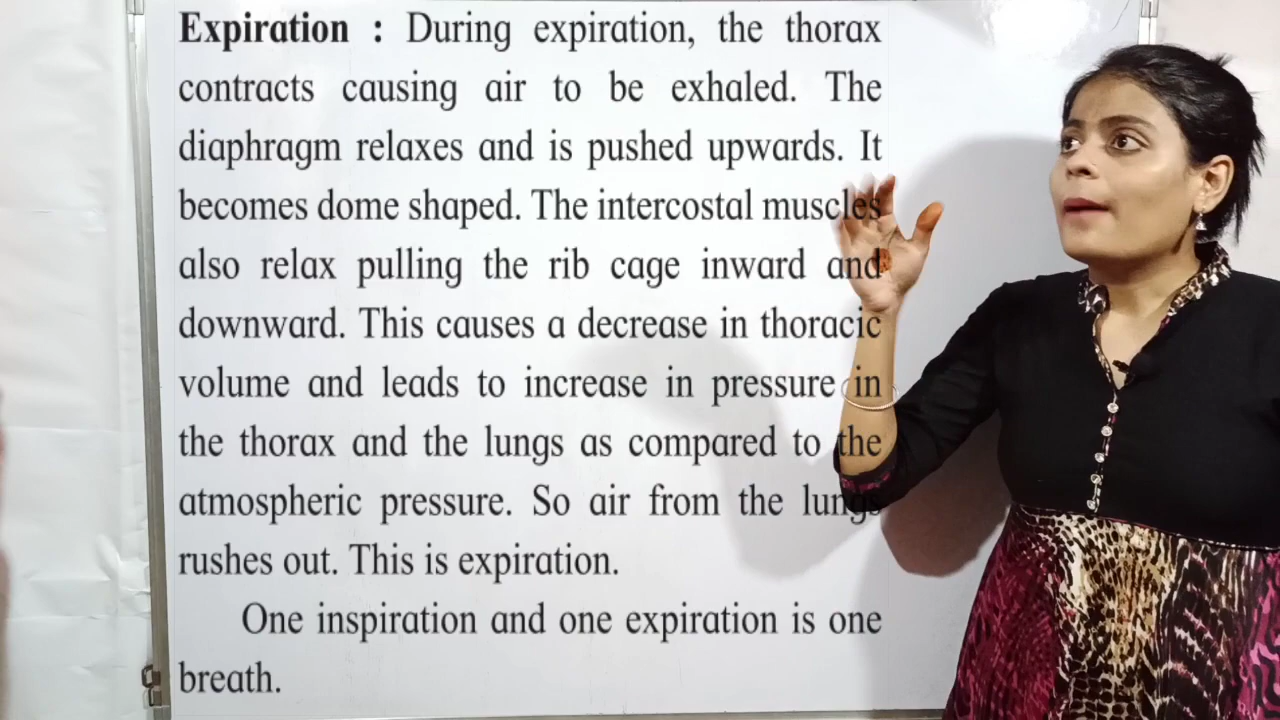 Expiration : During expiration, the thorax
contracts causing air to be exhaled. The
diaphragm relaxes and is pushed upwards. It
becomes dome shaped. The intercostal muscles
also relax pulling the rib cage inward and
downward. This causes a decrease in thoracic
volume and leads to increase in pressure in
the thorax and the lungs as compared to the
atmospheric pressure. So air from the lungs
rushes out. This is expiration.
One inspiration and one expiration is one
breath.